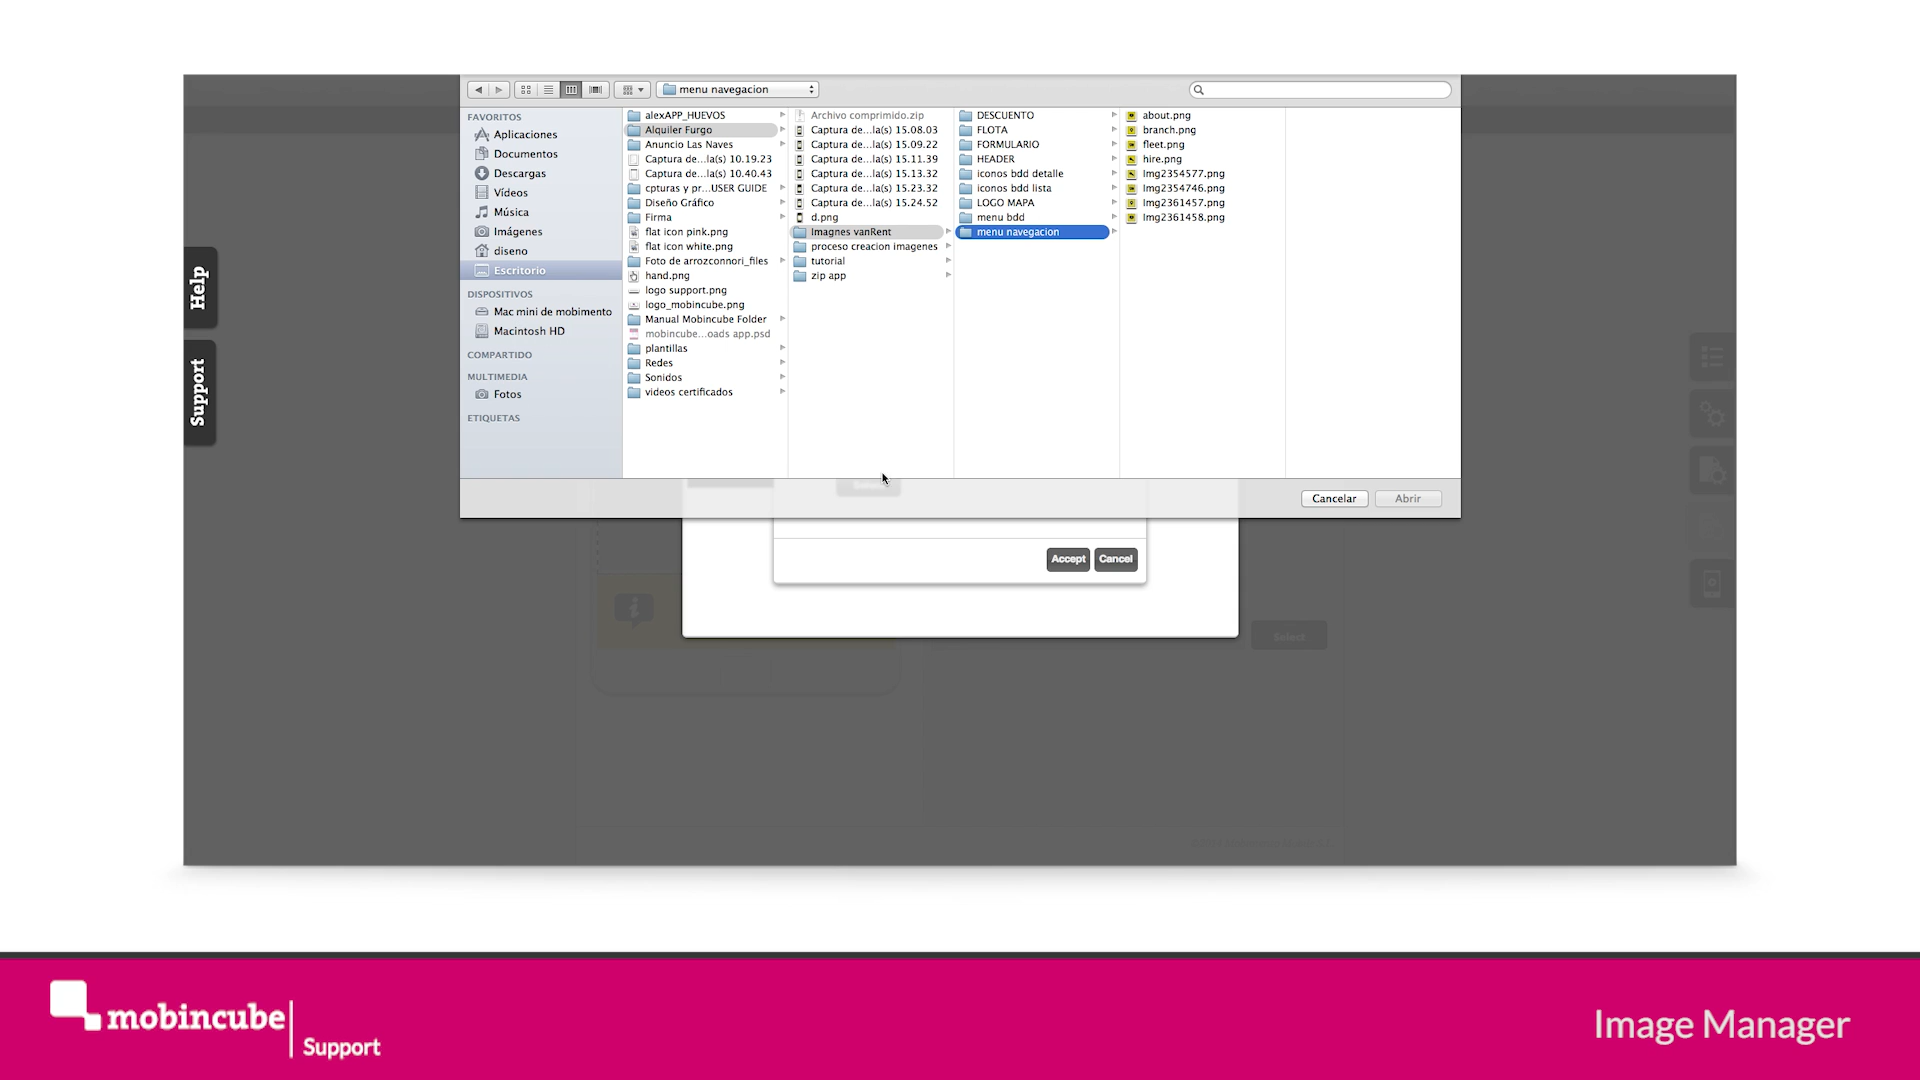 menu navegacion
FAVORITOS
Aplicaciones
Documentos
Descargas
Vídeos
Música
Imágenes
diseno
Escritorio
DISPOSITIVOS
Mac mini de mobimento
Macintosh HD
COMPARTIDO
MULTIMEDIA
Fotos
ETIQUETAS
alexAPP_HUEVOS
Alquiler Furgo
Anuncio Las Naves
Captura de...la(s) 10.19.23
Captura de...la(s) 10.40.43
cpturas y pr...USER GUIDE
Diseño Gráfico
Firma
flat icon pink.png
flat icon white.png
Foto de arrozconnori_files
hand.png
logo support.png
logo_mobincube.png
Manual Mobincube Folder
mobincube...oads app.psd
plantillas
Redes
Sonidos
videos certificados
Archivo comprimido.zip
Captura de...la(s) 15.08.03
Captura de...la(s) 15.09.22
Captura de...la(s) 15.11.39
Captura de...la(s) 15.13.32
Captura de...la(s) 15.23.32
Captura de...la(s) 15.24.52
d.png
Imagnes vanRent
proceso creacion imagenes
tutorial
zip app
DESCUENTO
FLOTA
FORMULARIO
HEADER
iconos bdd detalle
iconos bdd lista
LOGO MAPA
menu bdd
menu navegacion
about.png
branch.png
fleet.png
hire.png
Img2354577.png
Img2354746.png
Img2361457.png
Img2361458.png
Cancelar
Abrir
Help
Support
Accept
Cancel
Select
mobincube
Support
Image Manager